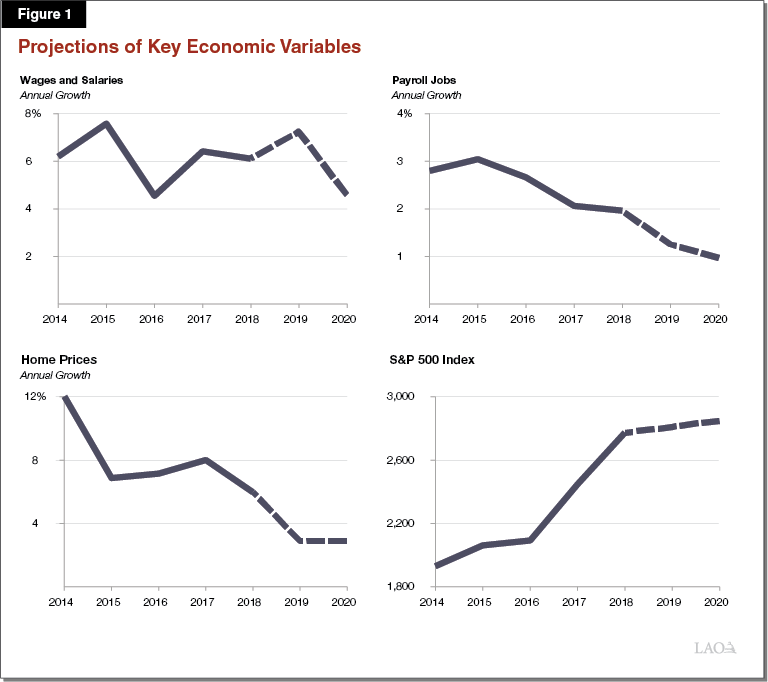 Figure 1
Projections of Key Economic Variables
Wages and Salaries
Annual Growth
8%
6
4
2
2014 2015 2016 2017 2018 2019 2020
Payroll Jobs
Annual Growth
4%
3
2
1
2014 2015 2016 2017 2018 2019 2020
Home Prices
Annual Growth
12%
8
4
2014 2015 2016 2017 2018 2019 2020
S&P 500 Index
3,000
2,600
2,200
1,800
2014 2015 2016 2017 2018 2019 2020
LAO